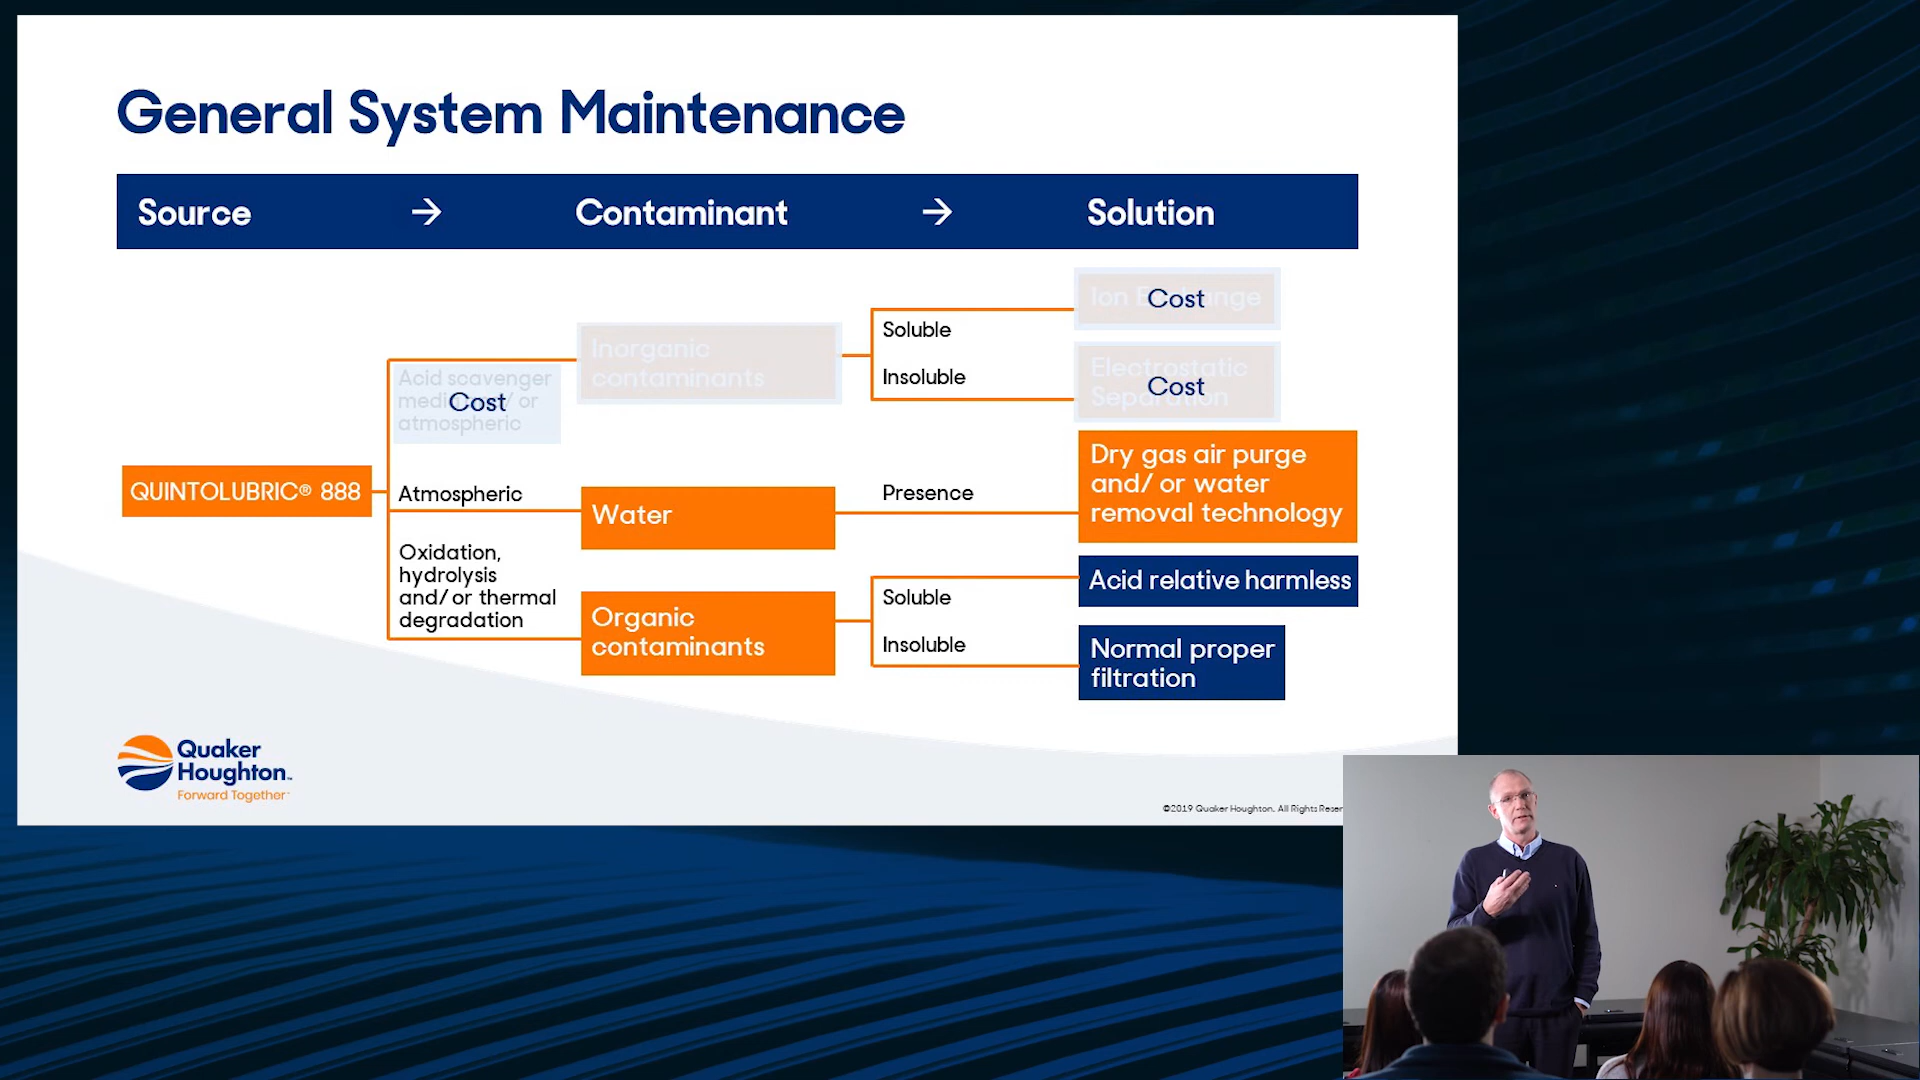 General System Maintenance
Source → Contaminant → Solution
Ion Exchange
Cost
Soluble
Inorganic
contaminants
Insoluble
Electrostatic
Separation
Cost
Acid scavenger
media and/ or
atmospheric
Cost
QUINTOLUBRIC® 888
Atmospheric
Water
Presence
Dry gas air purge
and/ or water
removal technology
Oxidation,
hydrolysis
and/ or thermal
degradation
Organic
contaminants
Soluble
Acid relative harmless
Insoluble
Normal proper
filtration
Quaker
Houghton™
Forward Together™
©2019 Quaker Houghton. All Rights Reser